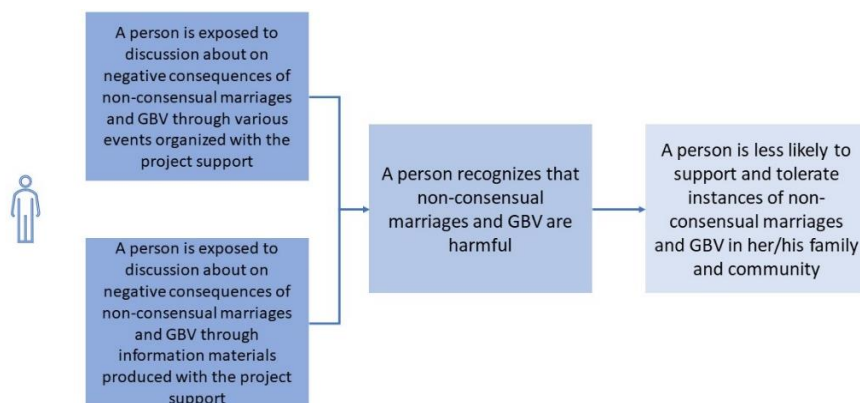 A person is exposed to
discussion about on
negative consequences of
non-consensual marriages
and GBV through various
events organized with the
project support
A person is exposed to
discussion about on
negative consequences of
non-consensual marriages
and GBV through
information materials
produced with the project
support
A person recognizes that
non-consensual
marriages and GBV are
harmful
A person is less likely to
support and tolerate
instances of non-
consensual marriages
and GBV in her/his family
and community